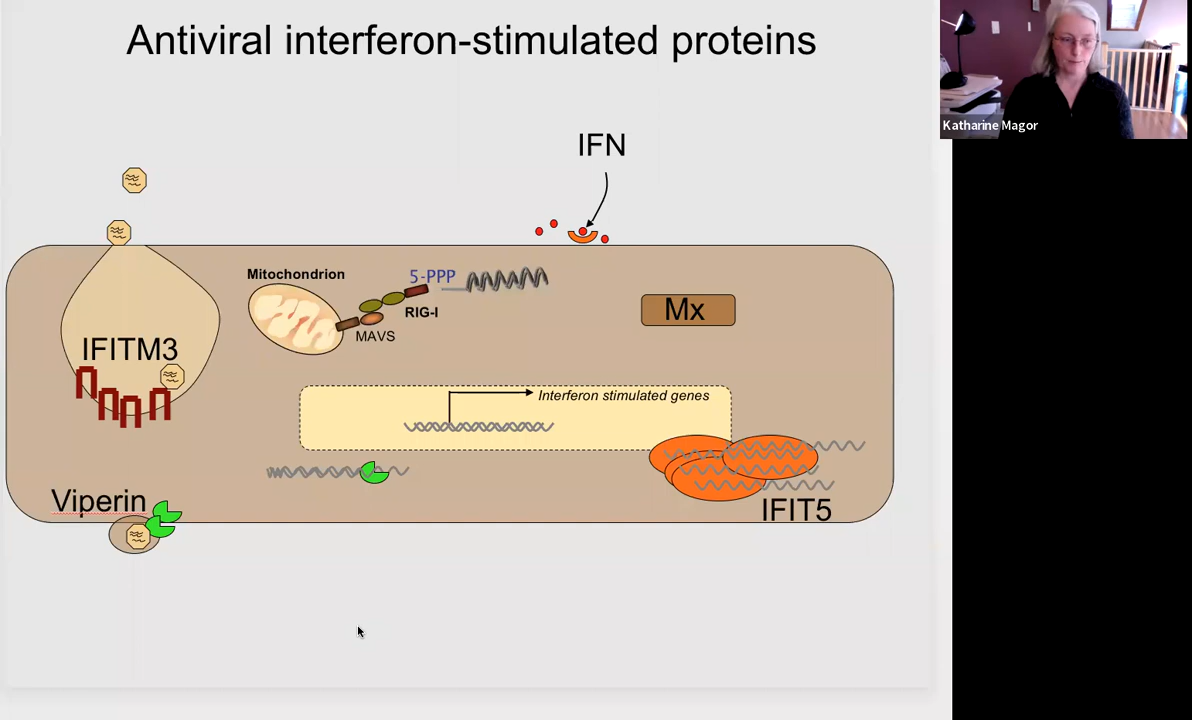 Antiviral interferon-stimulated proteins
Katharine Magor
IFN
Mitochondrion
5-PPP
RIG-I
MAVS
Mx
IFITM3
Interferon stimulated genes
Viperin
IFIT5